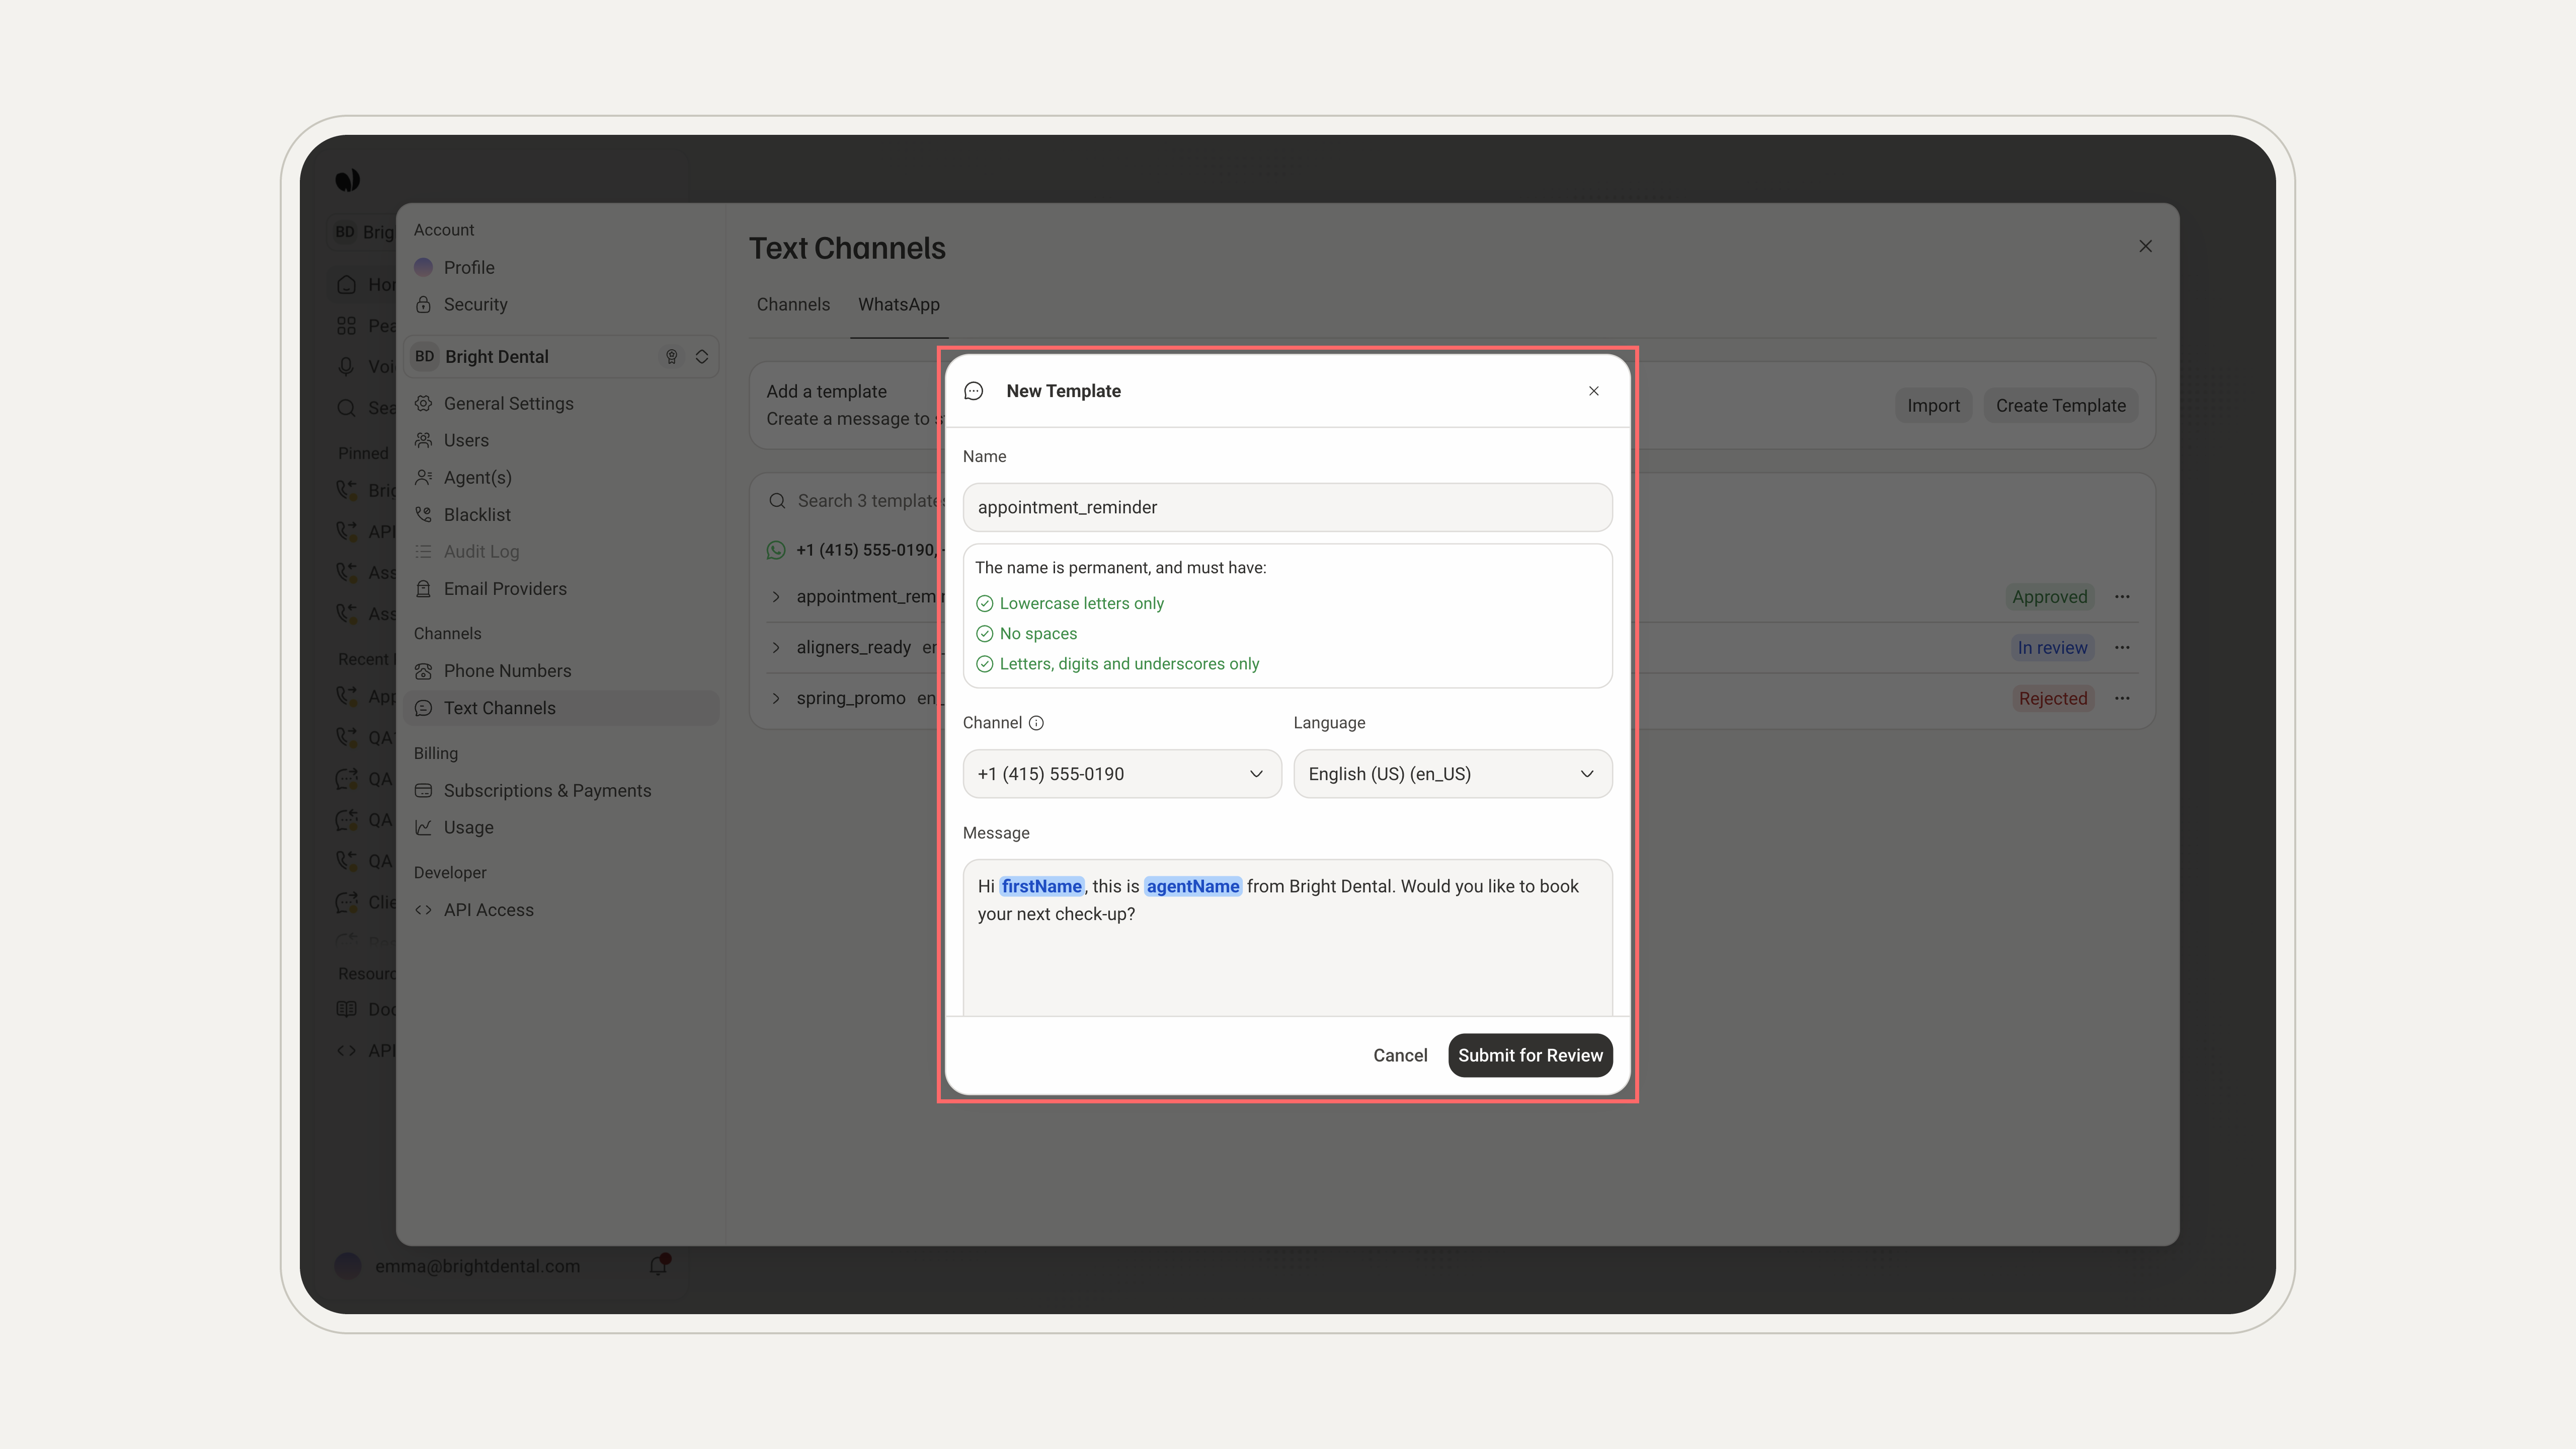 BD Brig
Hor
Pea
Voi
Sea
Pinned
Brig
API
Ass
Ass
Recent
App
QA
QA
QA
QA
Clie
Resourc
Doc
API
emma@brightdental.com
Account
Profile
Security
BD Bright Dental
General Settings
Users
Agent(s)
Blacklist
Audit Log
Email Providers
Channels
Phone Numbers
Text Channels
Billing
Subscriptions & Payments
Usage
Developer
API Access
Text Channels
Channels WhatsApp
Add a template
Create a message to s
Import Create Template
Search 3 templates
+1 (415) 555-0190,
appointment_remi
Approved
aligners_ready en_
In review
spring_promo en_
Rejected
New Template
Name
appointment_reminder
The name is permanent, and must have:
Lowercase letters only
No spaces
Letters, digits and underscores only
Channel Language
+1 (415) 555-0190 English (US) (en_US)
Message
Hi firstName, this is agentName from Bright Dental. Would you like to book
your next check-up?
Cancel Submit for Review